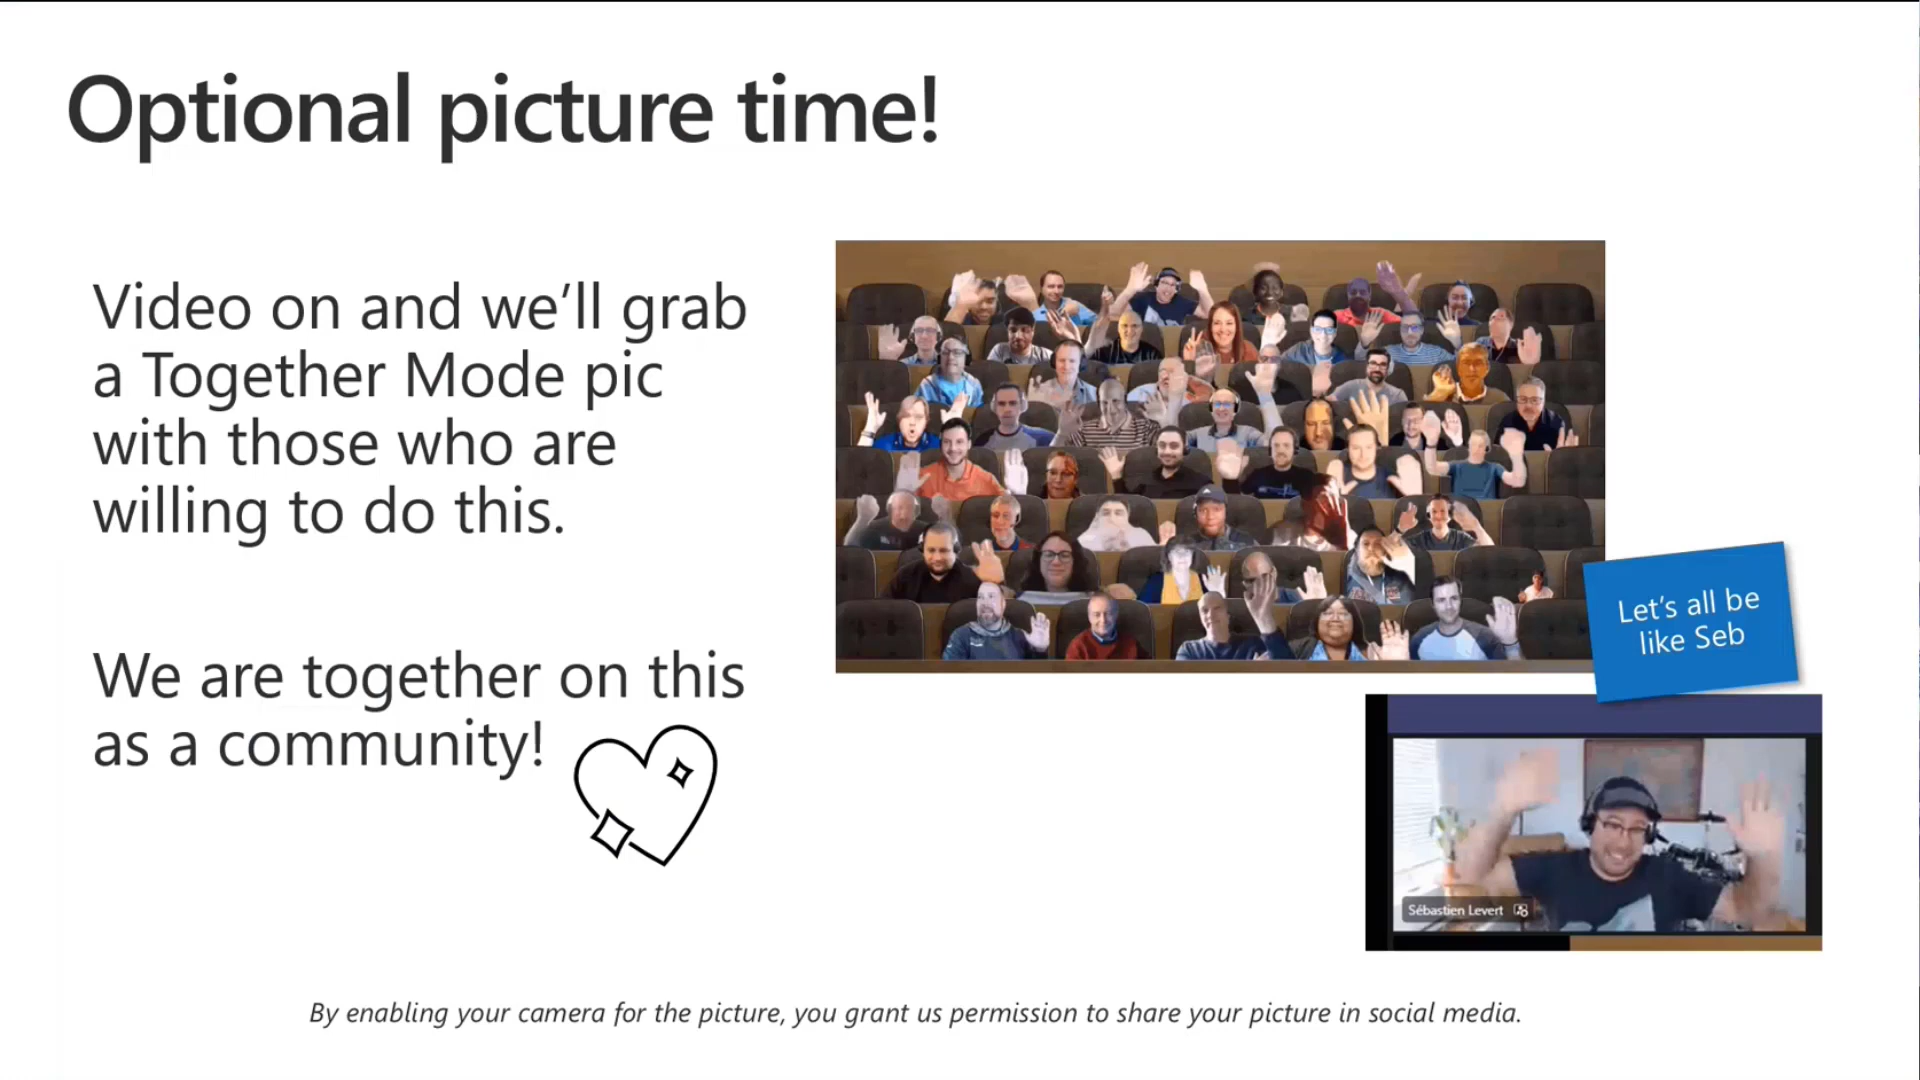 Optional picture time!
Video on and we’ll grab
a Together Mode pic
with those who are
willing to do this.
We are together on this
as a community!
Let’s all be
like Seb
Sébastien Levert
By enabling your camera for the picture, you grant us permission to share your picture in social media.